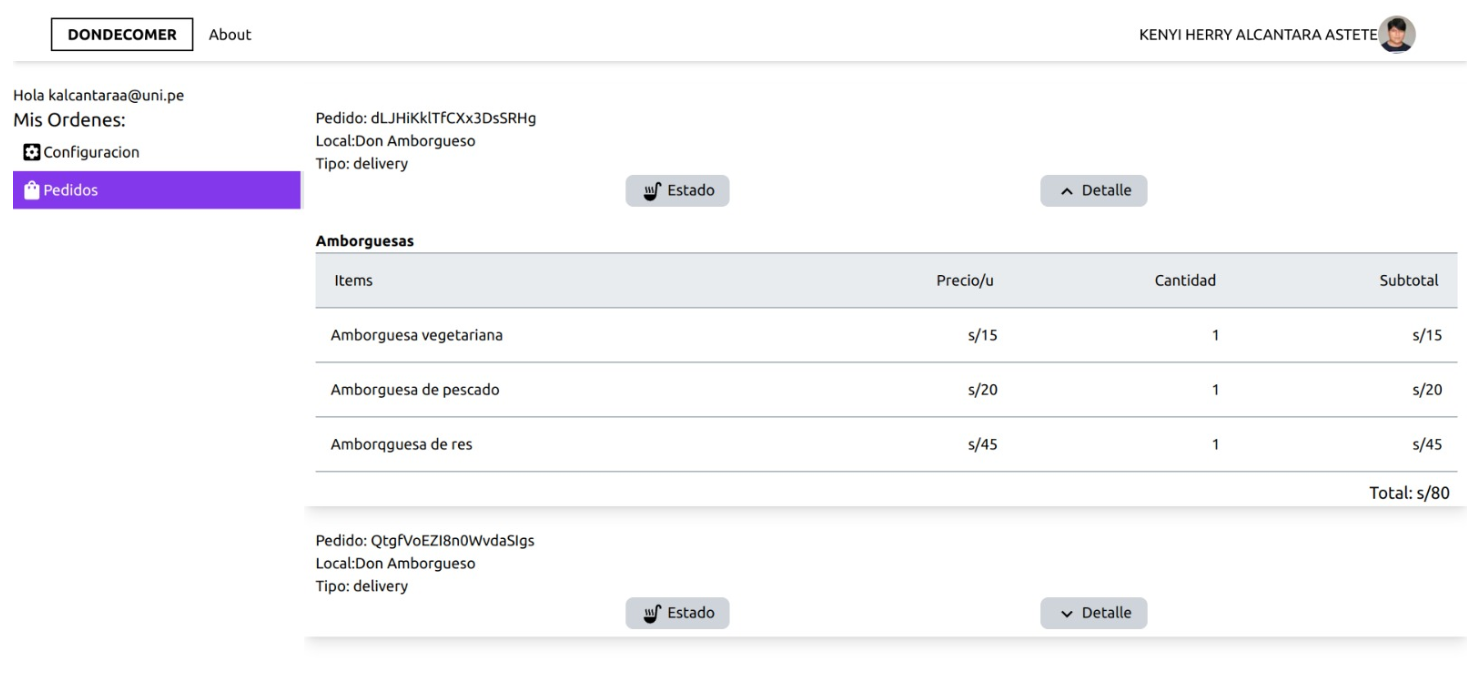 DONDECOMER About KENYI HERRY ALCANTARA ASTETE
Hola kalcantaraa@uni.pe
Mis Ordenes:
Configuracion
Pedidos
Pedido: dLJHiKklTfCXx3DsSRHg
Local:Don Amborgueso
Tipo: delivery
Estado Detalle
Amborguesas
Items Precio/u Cantidad Subtotal
Amborguesa vegetariana s/15 1 s/15
Amborguesa de pescado s/20 1 s/20
Amborqguesa de res s/45 1 s/45
Total: s/80
Pedido: QtgfVoEZI8n0WvdaSIgs
Local:Don Amborgueso
Tipo: delivery
Estado Detalle